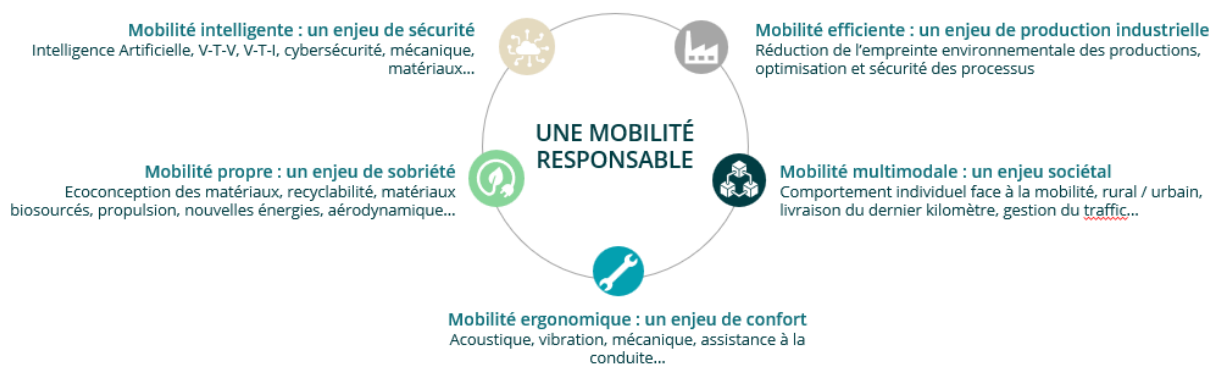 Mobilité intelligente : un enjeu de sécurité
Intelligence Artificielle, V-T-V, V-T-I, cybersécurité, mécanique,
matériaux...
Mobilité efficiente : un enjeu de production industrielle
Réduction de l'empreinte environnementale des productions,
optimisation et sécurité des processus
UNE MOBILITÉ
RESPONSABLE
Mobilité propre : un enjeu de sobriété
Ecoconception des matériaux, recyclabilité, matériaux
biosourcés, propulsion, nouvelles énergies, aérodynamique...
Mobilité multimodale : un enjeu sociétal
Comportement individuel face à la mobilité, rural / urbain,
livraison du dernier kilomètre, gestion du traffic...
Mobilité ergonomique : un enjeu de confort
Acoustique, vibration, mécanique, assistance à la
conduite...